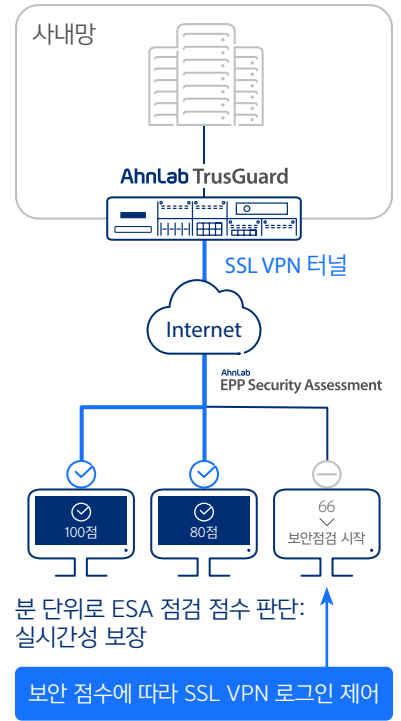 사내망
AhnLab TrusGuard
SSL VPN 터널
Internet
AhnLab
EPP Security Assessment
100점
80점
66
보안점검 시작
분 단위로 ESA 점검 점수 판단:
실시간성 보장
보안 점수에 따라 SSL VPN 로그인 제어